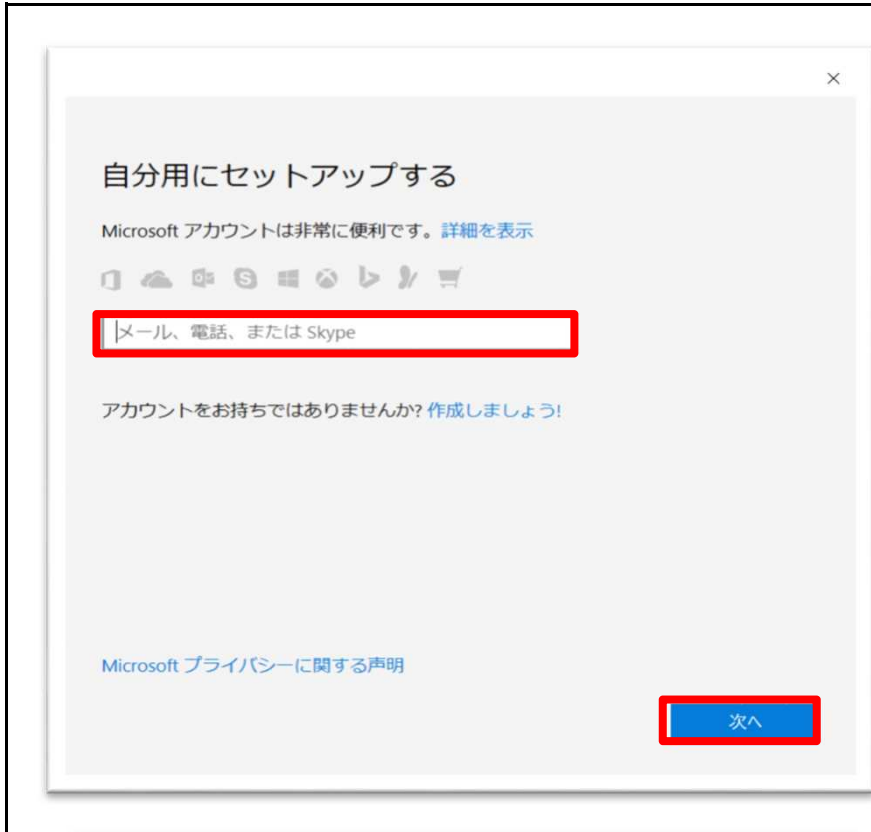 自分用にセットアップする
Microsoft アカウントは非常に便利です。詳細を表示
メール、電話、または Skype
アカウントをお持ちではありませんか? 作成しましょう!
Microsoft プライバシーに関する声明
次へ